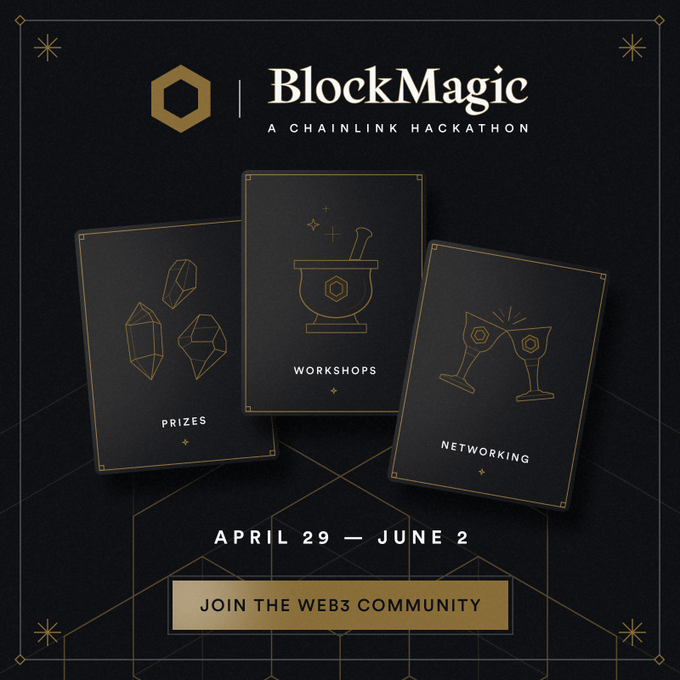 BlockMagic
A CHAINLINK HACKATHON
PRIZES
WORKSHOPS
NETWORKING
APRIL 29 — JUNE 2
JOIN THE WEB3 COMMUNITY